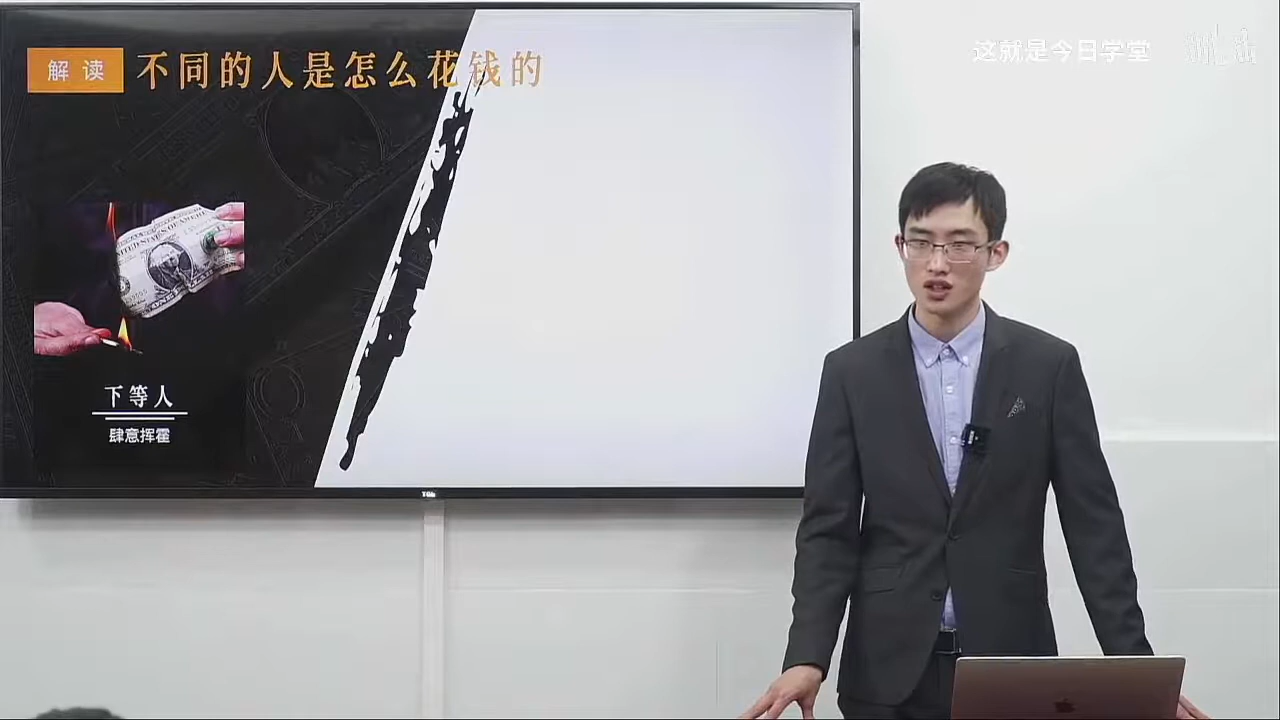 解读
不同的人是怎么花钱的
这就是今日学堂
下等人
肆意挥霍